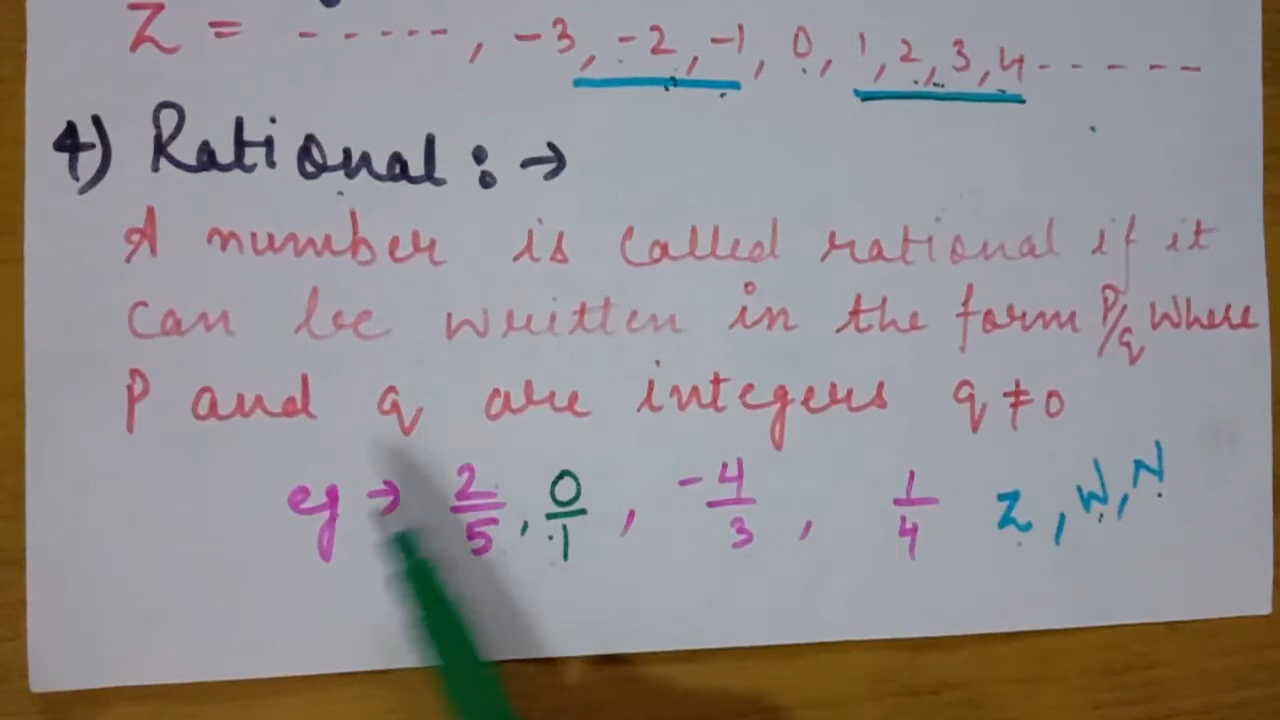 Z = - - - - -, -3, -2, -1, 0, 1, 2, 3, 4 - - - - -
4) Rational : →
A number is called rational if it
can be written in the form P/q where
P and q are integers q ≠ 0
eg → 2/5, 0/1, -4/3, 1/4 Z, W, N